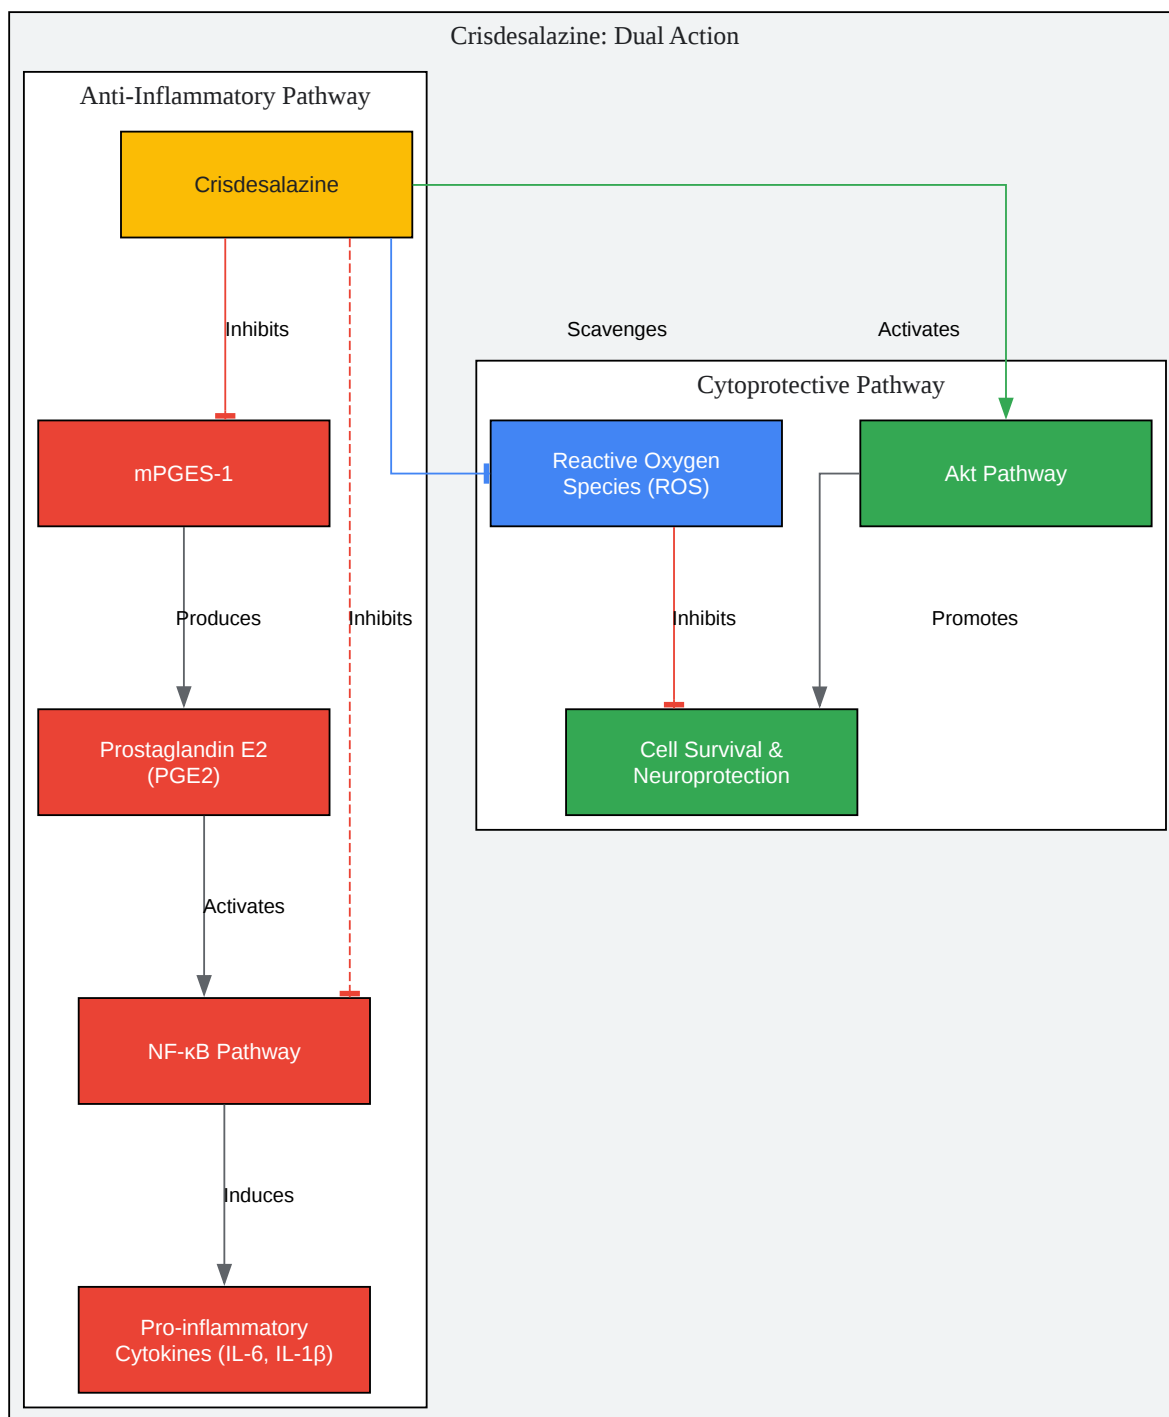 Crisdesalazine: Dual Action
Anti-Inflammatory Pathway
Crisdesalazine
Inhibits
Scavenges
Activates
Cytoprotective Pathway
mPGES-1
Reactive Oxygen
Species (ROS)
Akt Pathway
Produces
Inhibits
Inhibits
Promotes
Prostaglandin E2
(PGE2)
Cell Survival &
Neuroprotection
Activates
NF-κB Pathway
Induces
Pro-inflammatory
Cytokines (IL-6, IL-1β)